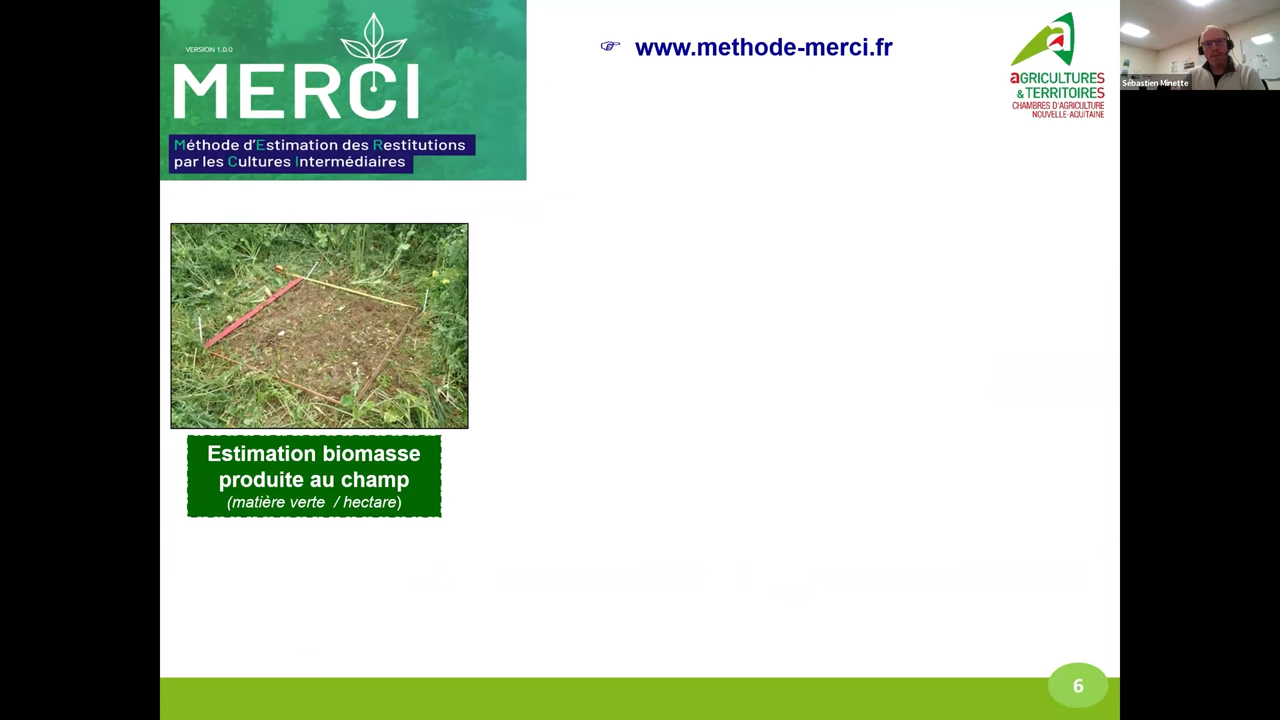 VERSION 1.0.0
MERCI
Méthode d'Estimation des Restitutions
par les Cultures Intermédiaires
☞ www.methode-merci.fr
aGRICULTURES
& TERRITOIRES
CHAMBRES D'AGRICULTURE
NOUVELLE-AQUITAINE
Sébastien Minette
Estimation biomasse
produite au champ
(matière verte / hectare)
6